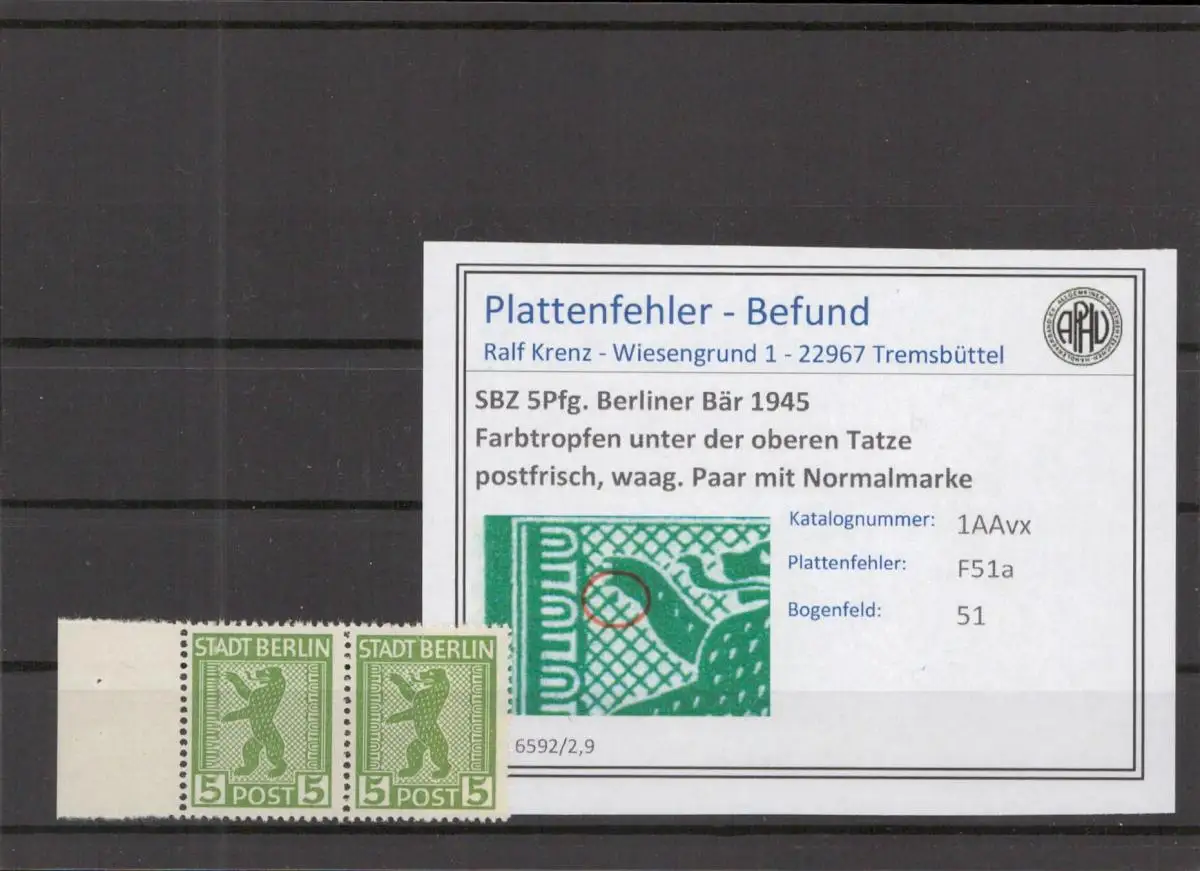 Plattenfehler - Befund
Ralf Krenz - Wiesengrund 1 - 22967 Tremsbüttel
APHV
SBZ 5Pfg. Berliner Bär 1945
Farbtropfen unter der oberen Tatze
postfrisch, waag. Paar mit Normalmarke
Katalognummer: 1AAvx
Plattenfehler: F51a
Bogenfeld: 51
6592/2,9
STADT BERLIN STADT BERLIN
5 POST 5 5 POST 5